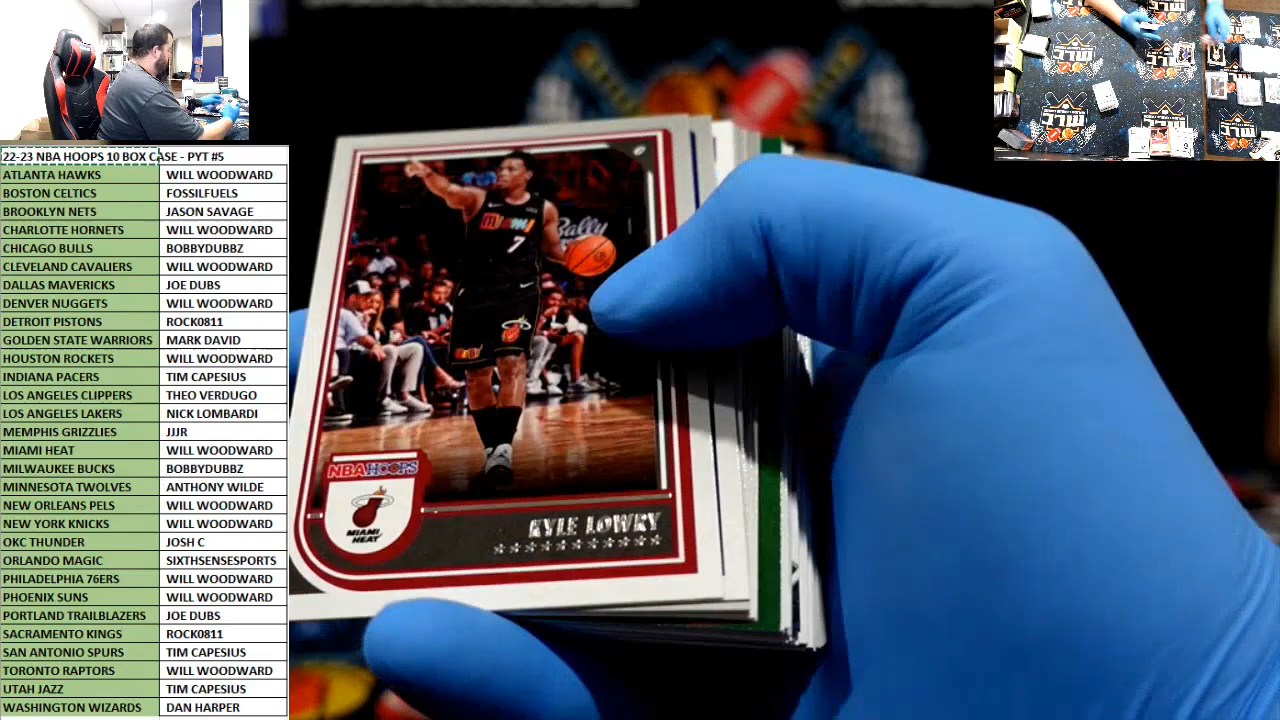 22-23 NBA HOOPS 10 BOX CASE - PYT #5
ATLANTA HAWKS WILL WOODWARD
BOSTON CELTICS FOSSILFUELS
BROOKLYN NETS JASON SAVAGE
CHARLOTTE HORNETS WILL WOODWARD
CHICAGO BULLS BOBBYDUBBZ
CLEVELAND CAVALIERS WILL WOODWARD
DALLAS MAVERICKS JOE DUBS
DENVER NUGGETS WILL WOODWARD
DETROIT PISTONS ROCK0811
GOLDEN STATE WARRIORS MARK DAVID
HOUSTON ROCKETS WILL WOODWARD
INDIANA PACERS TIM CAPESIUS
LOS ANGELES CLIPPERS THEO VERDUGO
LOS ANGELES LAKERS NICK LOMBARDI
MEMPHIS GRIZZLIES JJJR
MIAMI HEAT WILL WOODWARD
MILWAUKEE BUCKS BOBBYDUBBZ
MINNESOTA TWOLVES ANTHONY WILDE
NEW ORLEANS PELS WILL WOODWARD
NEW YORK KNICKS WILL WOODWARD
OKC THUNDER JOSH C
ORLANDO MAGIC SIXTHSENSESPORTS
PHILADELPHIA 76ERS WILL WOODWARD
PHOENIX SUNS WILL WOODWARD
PORTLAND TRAILBLAZERS JOE DUBS
SACRAMENTO KINGS ROCK0811
SAN ANTONIO SPURS TIM CAPESIUS
TORONTO RAPTORS WILL WOODWARD
UTAH JAZZ TIM CAPESIUS
WASHINGTON WIZARDS DAN HARPER
Bally
MIAMI
7
HEAT
NBA HOOPS
MIAMI
HEAT
KYLE LOWRY
ערב
ערב